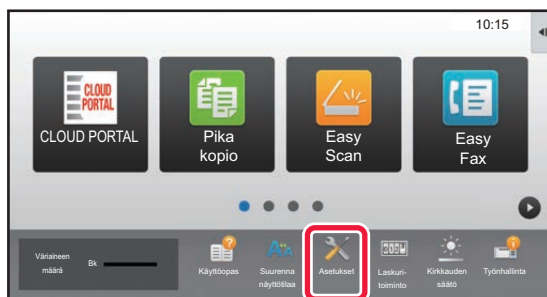 10:15
CLOUD
PORTAL
CLOUD PORTAL
Pika
kopio
Easy
Scan
Easy
Fax
Väriaineen
määrä
Bk
Käyttöopas
Suurenna
näyttötilaa
Asetukset
Laskuri-
toiminto
Kirkkauden
säätö
Työnhallinta